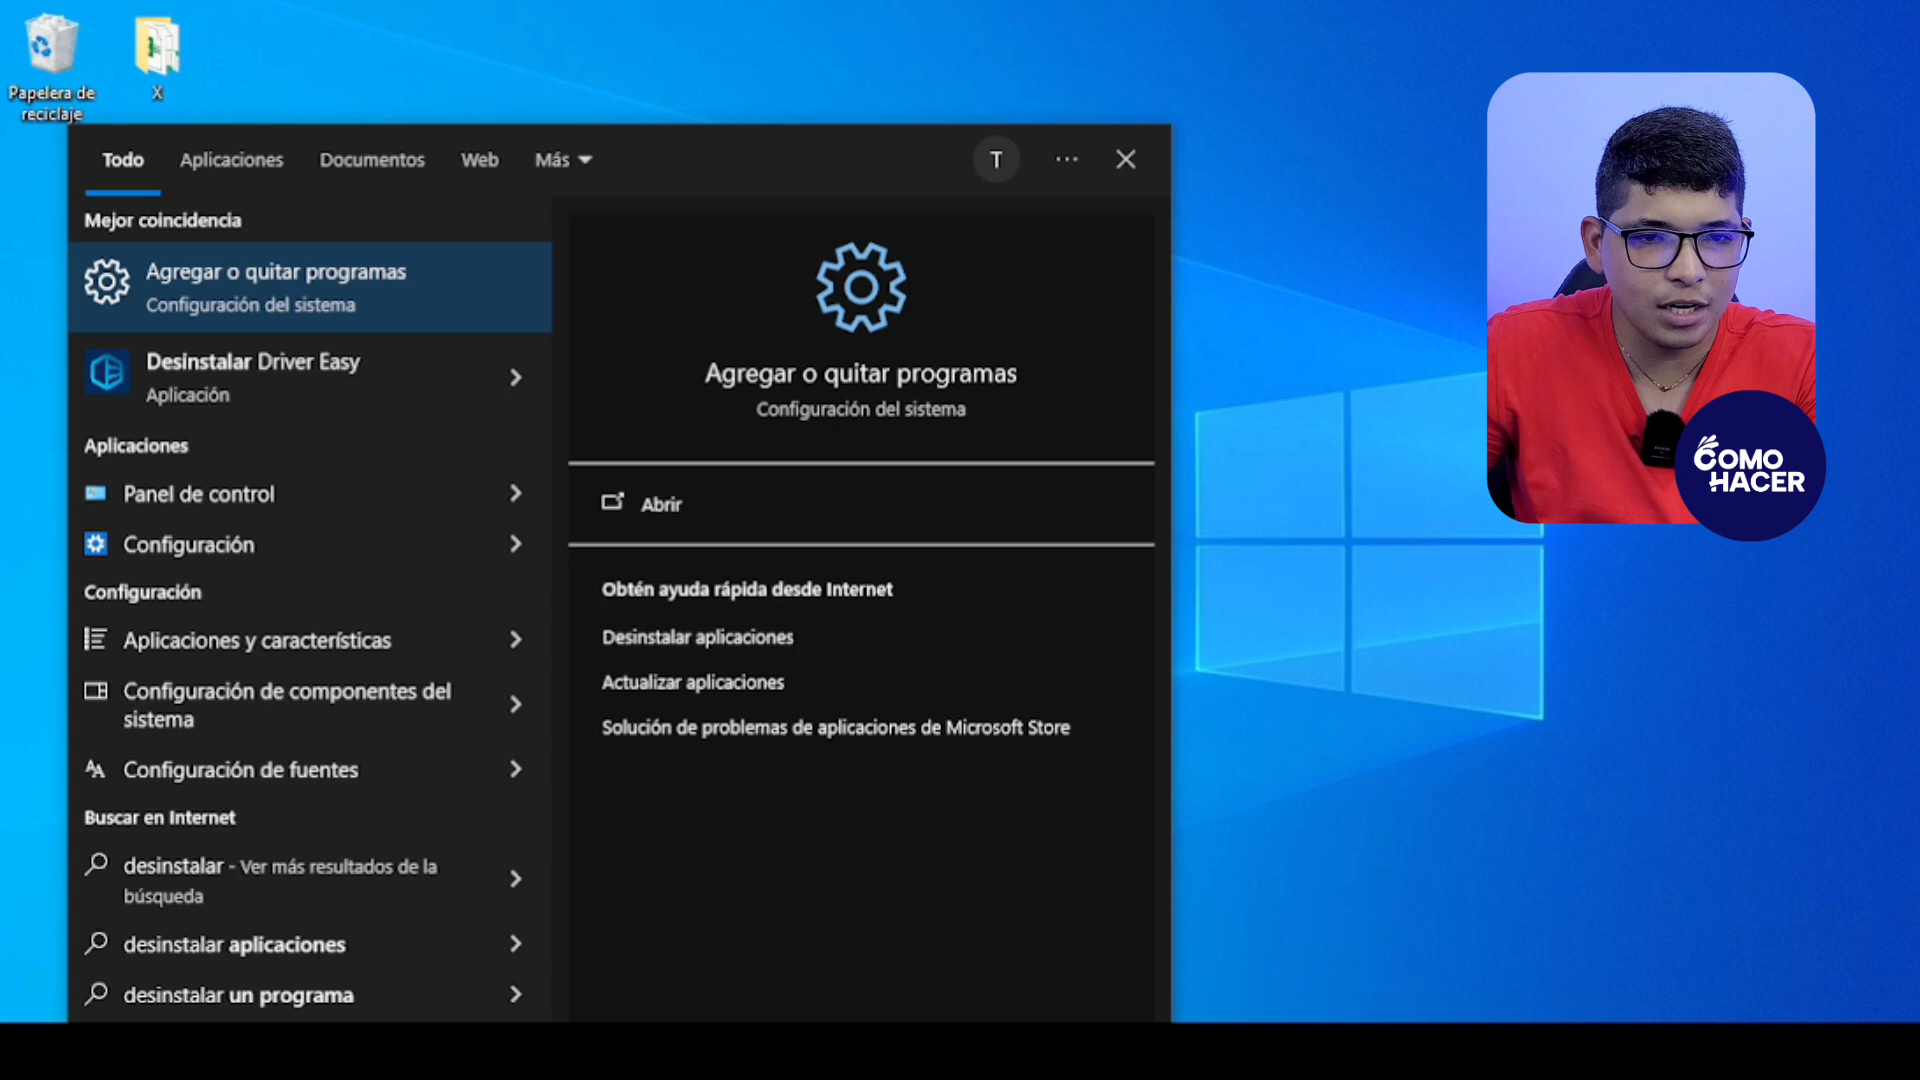 Papelera de
reciclaje
X
Todo
Aplicaciones
Documentos
Web
Más
T
Mejor coincidencia
Agregar o quitar programas
Configuración del sistema
Desinstalar Driver Easy
Aplicación
Aplicaciones
Panel de control
Configuración
Configuración
Aplicaciones y características
Configuración de componentes del
sistema
Configuración de fuentes
Buscar en Internet
desinstalar - Ver más resultados de la
búsqueda
desinstalar aplicaciones
desinstalar un programa
Agregar o quitar programas
Configuración del sistema
Abrir
Obtén ayuda rápida desde Internet
Desinstalar aplicaciones
Actualizar aplicaciones
Solución de problemas de aplicaciones de Microsoft Store
COMO
HACER